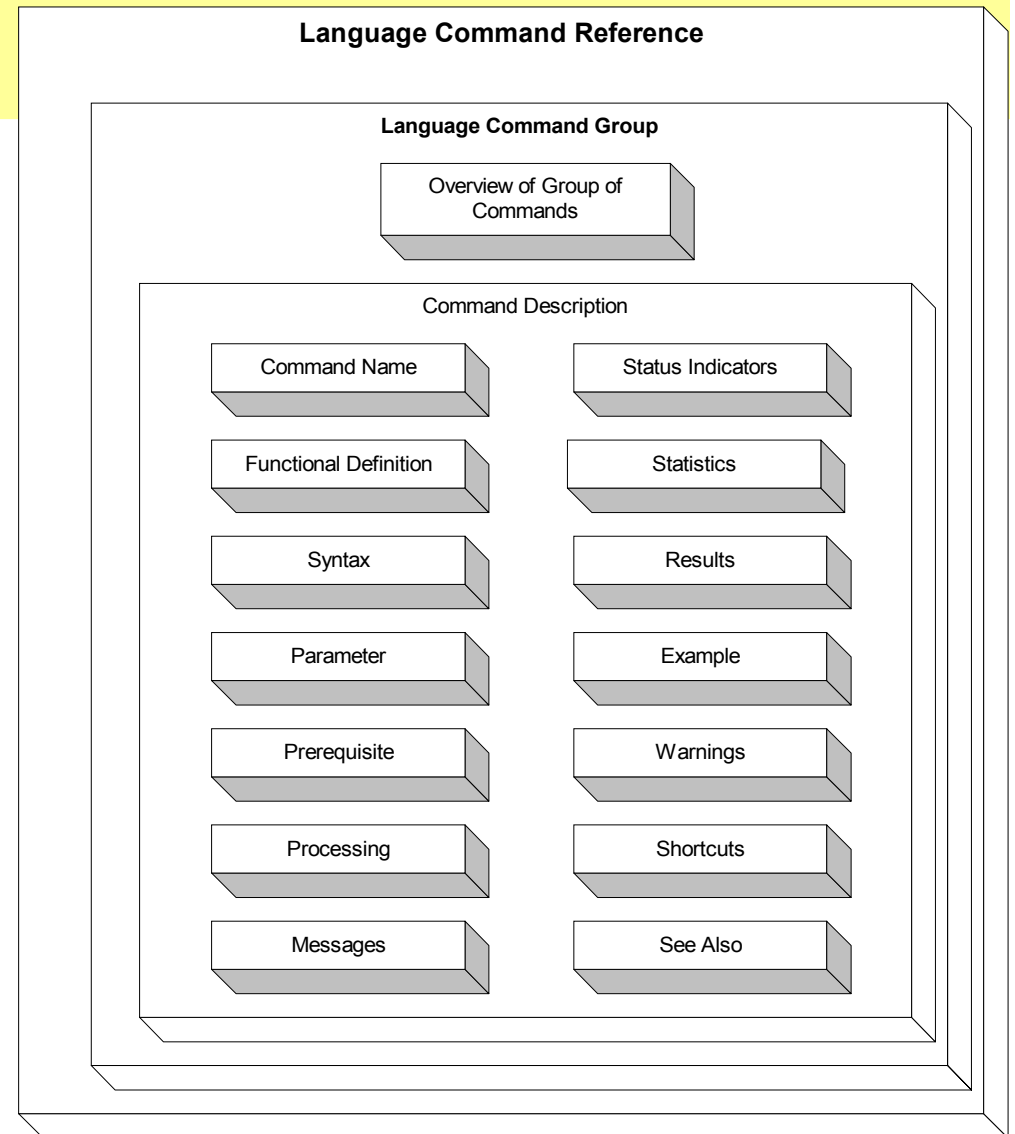 Language Command Reference
Language Command Group
Overview of Group of
Commands
Command Description
Command Name
Status Indicators
Functional Definition
Statistics
Syntax
Results
Parameter
Example
Prerequisite
Warnings
Processing
Shortcuts
Messages
See Also